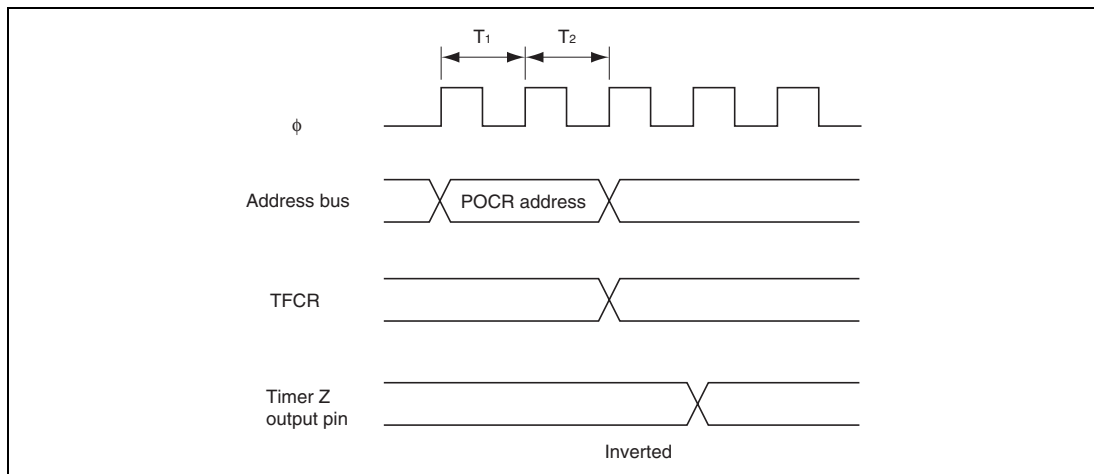 T1 T2
ϕ
Address bus
POCR address
TFCR
Timer Z
output pin
Inverted